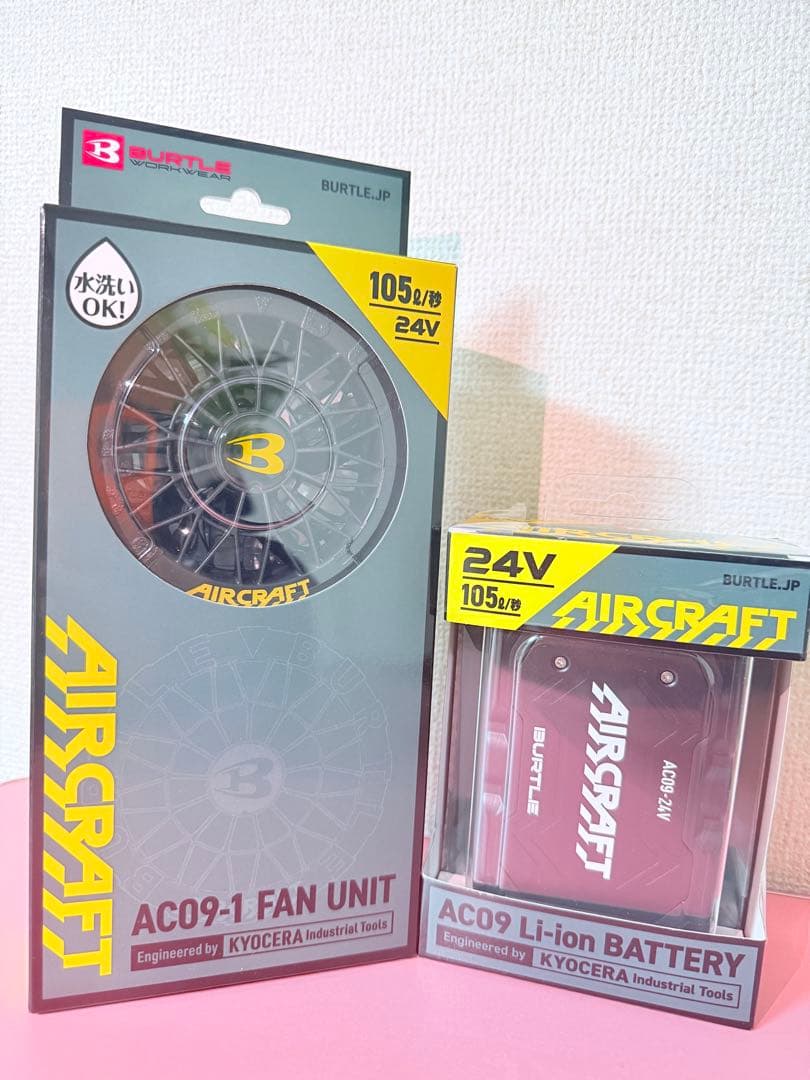 BURTLE
WORKWEAR
BURTLE.JP
水洗い
OK!
105ℓ/秒
24V
B
AIRCRAFT
AIRCRAFT
B
AC09-1 FAN UNIT
Engineered by KYOCERA Industrial Tools
AIRCRAFT
24V
105ℓ/秒
BURTLE.JP
AIRCRAFT
AIRCRAFT
BURTLE
AC09-24V
AC09 Li-ion BATTERY
Engineered by KYOCERA Industrial Tools